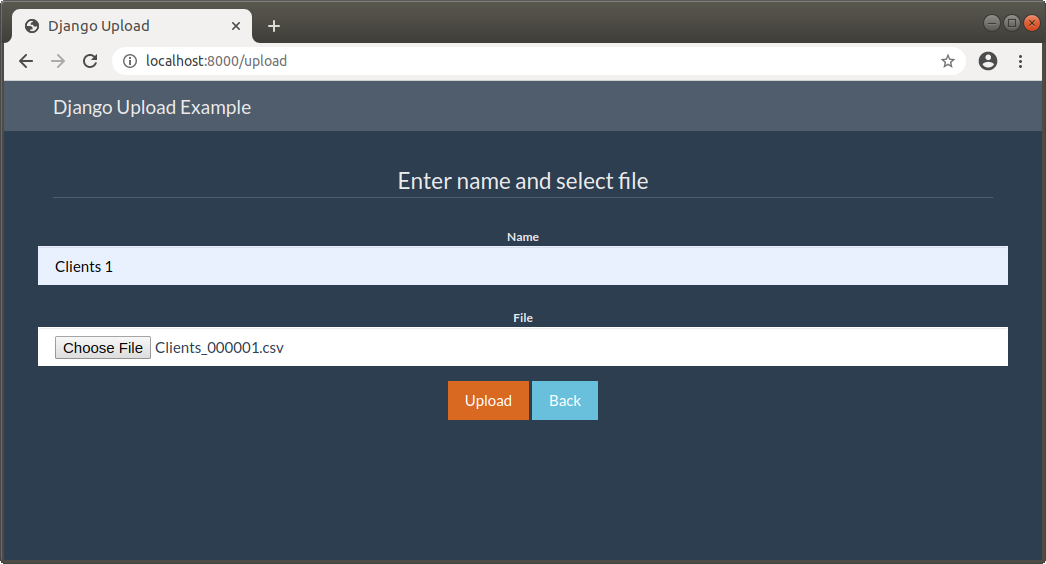 Django Upload
localhost:8000/upload
Django Upload Example
Enter name and select file
Name
Clients 1
File
Choose File Clients_000001.csv
Upload Back